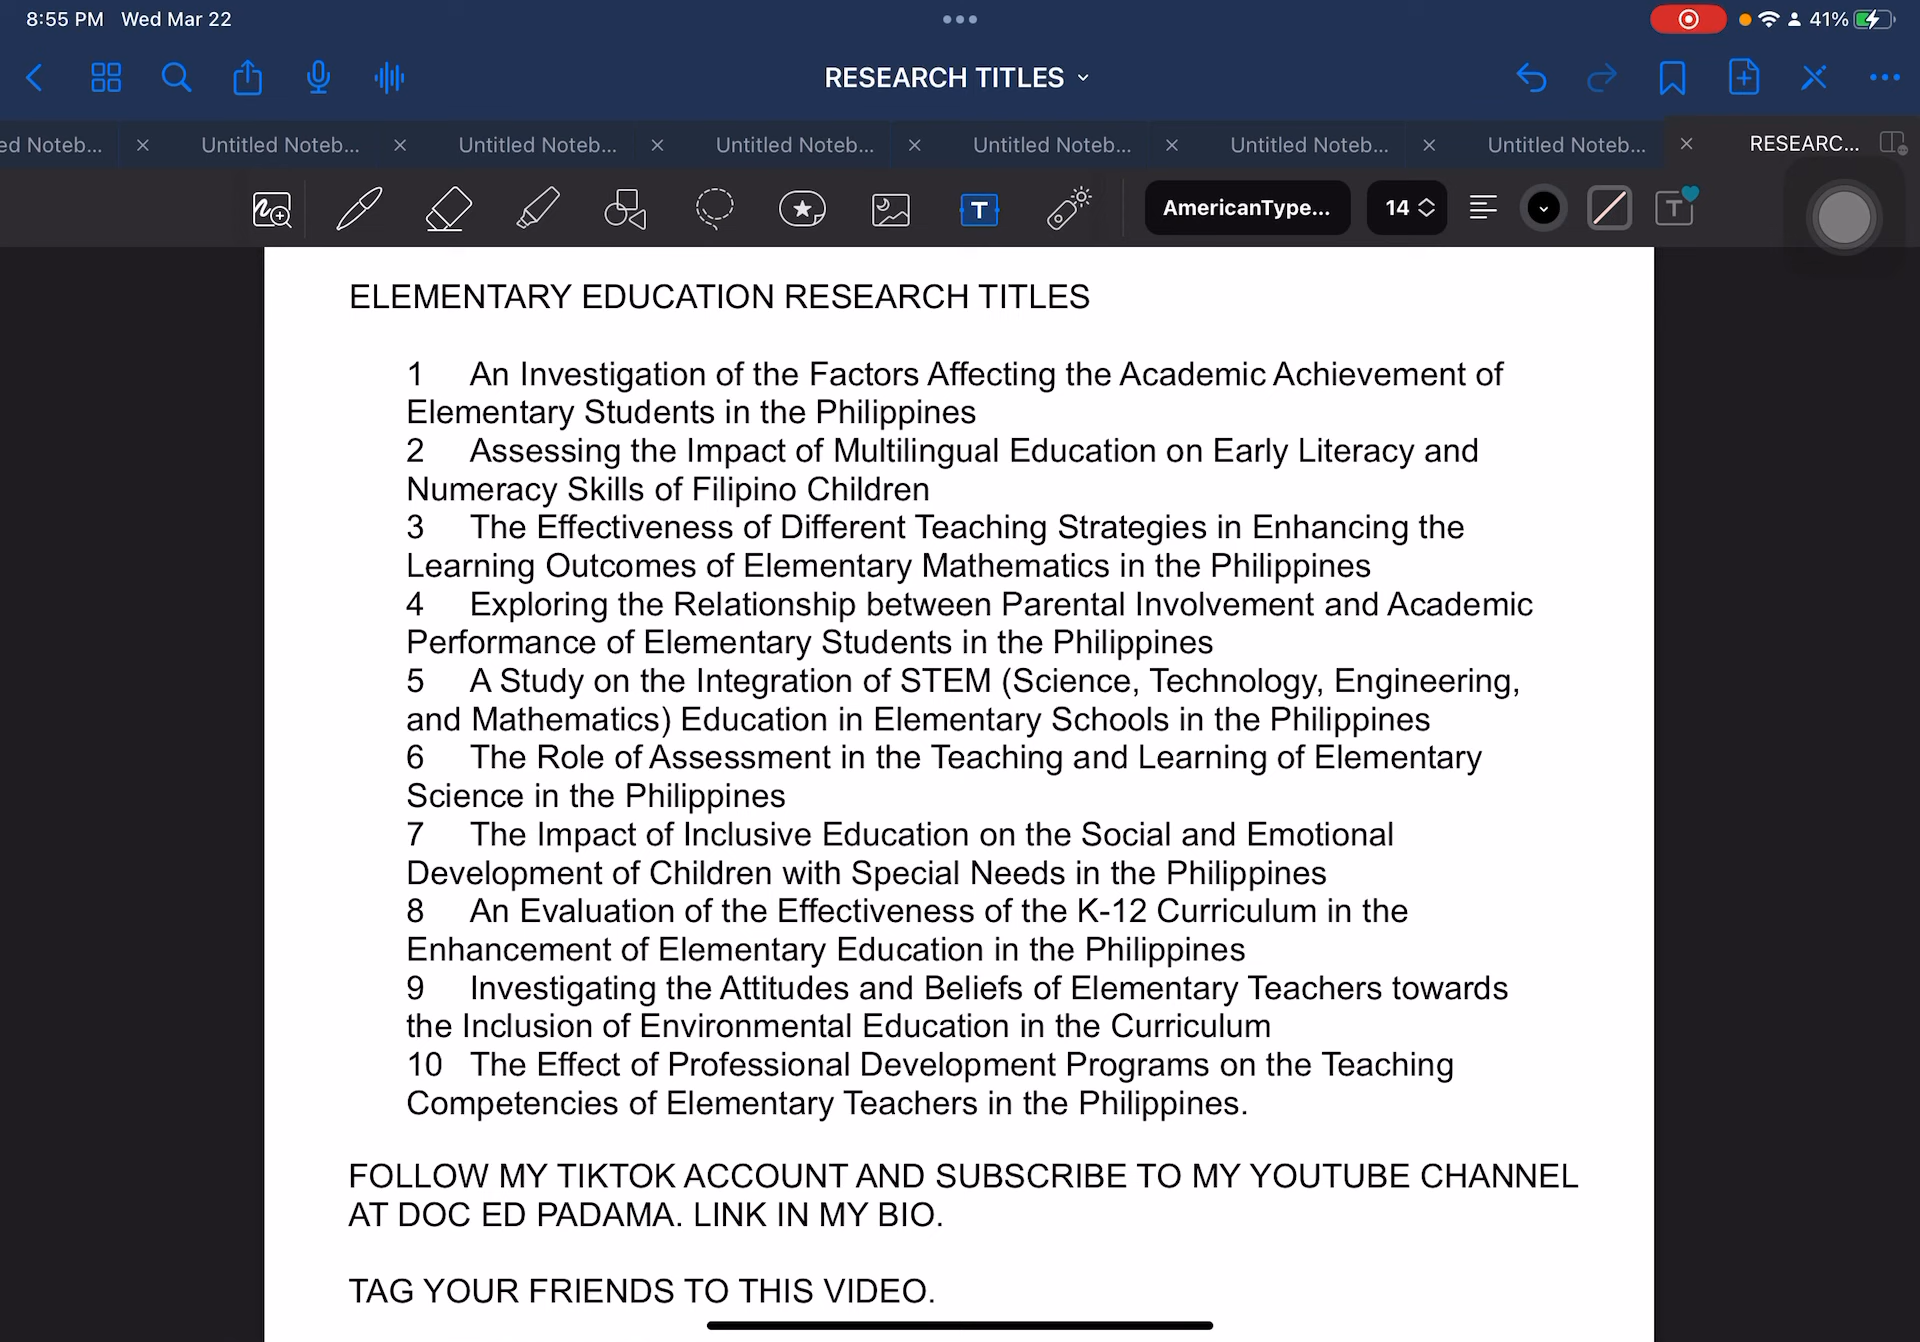 8:55 PM Wed Mar 22
41%
RESEARCH TITLES
ed Noteb...
Untitled Noteb...
Untitled Noteb...
Untitled Noteb...
Untitled Noteb...
Untitled Noteb...
Untitled Noteb...
RESEARC...
T
AmericanType...
14
T
ELEMENTARY EDUCATION RESEARCH TITLES
1 An Investigation of the Factors Affecting the Academic Achievement of
Elementary Students in the Philippines
2 Assessing the Impact of Multilingual Education on Early Literacy and
Numeracy Skills of Filipino Children
3 The Effectiveness of Different Teaching Strategies in Enhancing the
Learning Outcomes of Elementary Mathematics in the Philippines
4 Exploring the Relationship between Parental Involvement and Academic
Performance of Elementary Students in the Philippines
5 A Study on the Integration of STEM (Science, Technology, Engineering,
and Mathematics) Education in Elementary Schools in the Philippines
6 The Role of Assessment in the Teaching and Learning of Elementary
Science in the Philippines
7 The Impact of Inclusive Education on the Social and Emotional
Development of Children with Special Needs in the Philippines
8 An Evaluation of the Effectiveness of the K-12 Curriculum in the
Enhancement of Elementary Education in the Philippines
9 Investigating the Attitudes and Beliefs of Elementary Teachers towards
the Inclusion of Environmental Education in the Curriculum
10 The Effect of Professional Development Programs on the Teaching
Competencies of Elementary Teachers in the Philippines.
FOLLOW MY TIKTOK ACCOUNT AND SUBSCRIBE TO MY YOUTUBE CHANNEL
AT DOC ED PADAMA. LINK IN MY BIO.
TAG YOUR FRIENDS TO THIS VIDEO.